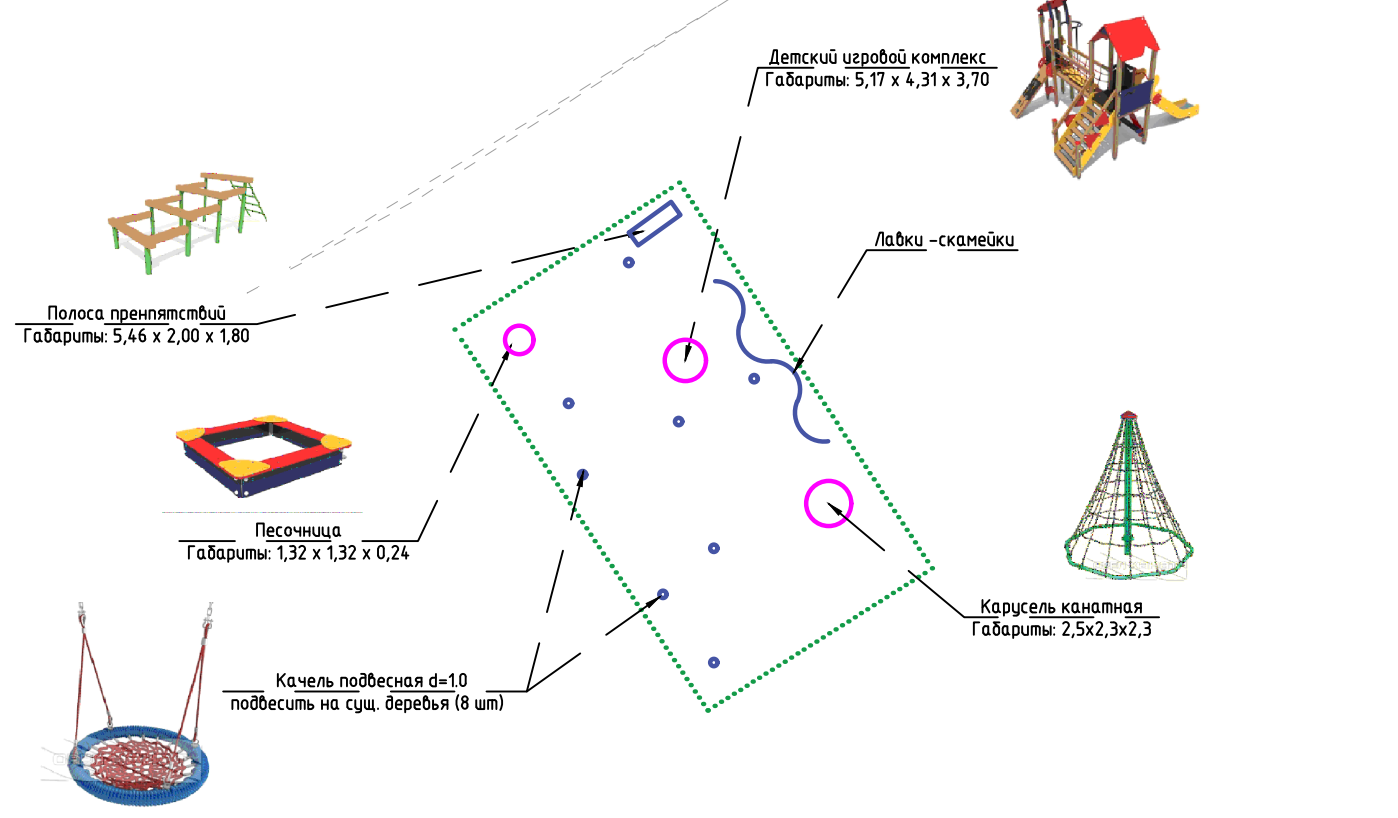 Детский игровой комплекс
Габариты: 5,17 х 4,31 х 3,70
Лавки -скамейки
Полоса пренпятствий
Габариты: 5,46 х 2,00 х 1,80
Песочница
Габариты: 1,32 х 1,32 х 0,24
Карусель канатная
Габариты: 2,5х2,3х2,3
Качель подвесная d=1.0
подвесить на сущ. деревья (8 шт)